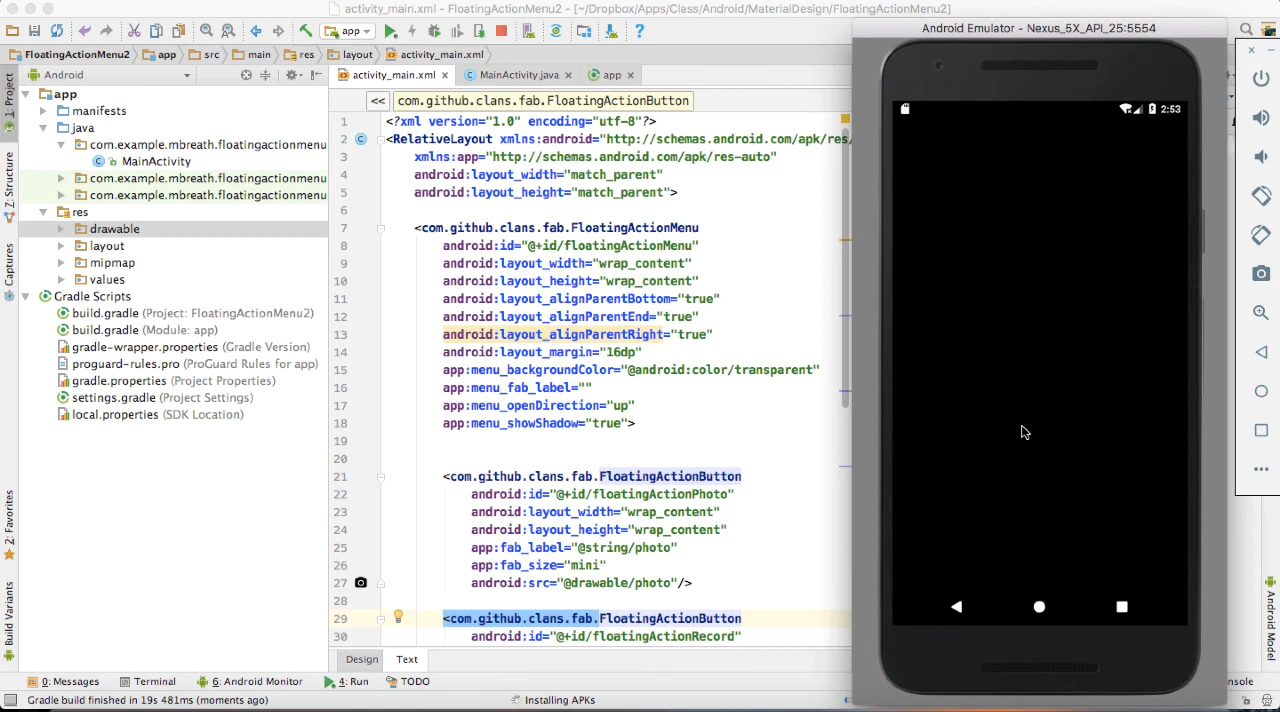 activity_main.xml - FloatingActionMenu2 - [~/Dropbox/Apps/Class/Android/MaterialDesign/FloatingActionMenu2]
app
FloatingActionMenu2
app
src
main
res
layout
activity_main.xml
Android
activity_main.xml
MainActivity.java
app
1: Project
Z: Structure
Captures
2: Favorites
Build Variants
app
manifests
java
com.example.mbreath.floatingactionmenu
MainActivity
com.example.mbreath.floatingactionmenu
com.example.mbreath.floatingactionmenu
res
drawable
layout
mipmap
values
Gradle Scripts
build.gradle (Project: FloatingActionMenu2)
build.gradle (Module: app)
gradle-wrapper.properties (Gradle Version)
proguard-rules.pro (ProGuard Rules for app)
gradle.properties (Project Properties)
settings.gradle (Project Settings)
local.properties (SDK Location)
<< com.github.clans.fab.FloatingActionButton
1 <?xml version="1.0" encoding="utf-8"?>
2 <RelativeLayout xmlns:android="http://schemas.android.com/apk/res/
3 xmlns:app="http://schemas.android.com/apk/res-auto"
4 android:layout_width="match_parent"
5 android:layout_height="match_parent">
6
7 <com.github.clans.fab.FloatingActionMenu
8 android:id="@+id/floatingActionMenu"
9 android:layout_width="wrap_content"
10 android:layout_height="wrap_content"
11 android:layout_alignParentBottom="true"
12 android:layout_alignParentEnd="true"
13 android:layout_alignParentRight="true"
14 android:layout_margin="16dp"
15 app:menu_backgroundColor="@android:color/transparent"
16 app:menu_fab_label=""
17 app:menu_openDirection="up"
18 app:menu_showShadow="true">
19
20
21 <com.github.clans.fab.FloatingActionButton
22 android:id="@+id/floatingActionPhoto"
23 android:layout_width="wrap_content"
24 android:layout_height="wrap_content"
25 app:fab_label="@string/photo"
26 app:fab_size="mini"
27 android:src="@drawable/photo"/>
28
29 <com.github.clans.fab.FloatingActionButton
30 android:id="@+id/floatingActionRecord"
Design
Text
0: Messages
Terminal
6: Android Monitor
4: Run
TODO
Gradle build finished in 19s 481ms (moments ago)
Installing APKs
Android Emulator - Nexus_5X_API_25:5554
2:53
Android Model
nsole